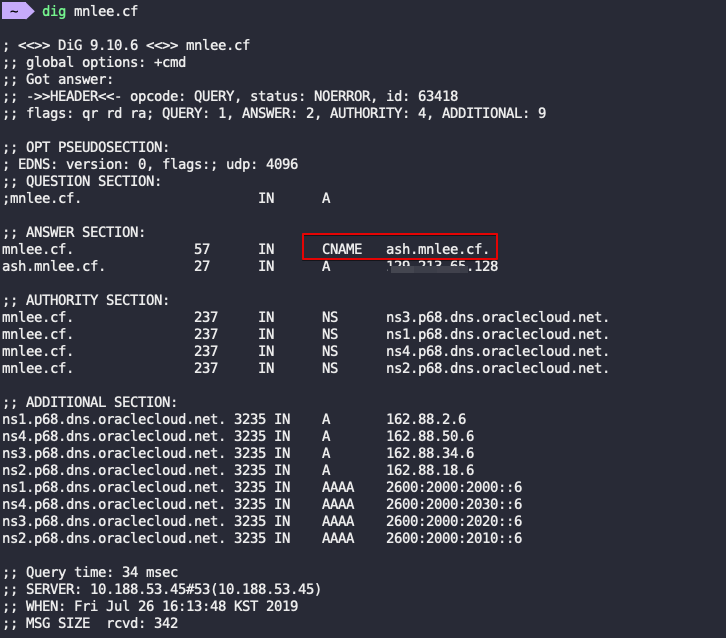 ~ dig mnlee.cf
; <<>> DiG 9.10.6 <<>> mnlee.cf
;; global options: +cmd
;; Got answer:
;; ->>HEADER<<- opcode: QUERY, status: NOERROR, id: 63418
;; flags: qr rd ra; QUERY: 1, ANSWER: 2, AUTHORITY: 4, ADDITIONAL: 9
;; OPT PSEUDOSECTION:
; EDNS: version: 0, flags:; udp: 4096
;; QUESTION SECTION:
;mnlee.cf. IN A
;; ANSWER SECTION:
mnlee.cf. 57 IN CNAME ash.mnlee.cf.
ash.mnlee.cf. 27 IN A .128
;; AUTHORITY SECTION:
mnlee.cf. 237 IN NS ns3.p68.dns.oraclecloud.net.
mnlee.cf. 237 IN NS ns1.p68.dns.oraclecloud.net.
mnlee.cf. 237 IN NS ns4.p68.dns.oraclecloud.net.
mnlee.cf. 237 IN NS ns2.p68.dns.oraclecloud.net.
;; ADDITIONAL SECTION:
ns1.p68.dns.oraclecloud.net. 3235 IN A 162.88.2.6
ns4.p68.dns.oraclecloud.net. 3235 IN A 162.88.50.6
ns3.p68.dns.oraclecloud.net. 3235 IN A 162.88.34.6
ns2.p68.dns.oraclecloud.net. 3235 IN A 162.88.18.6
ns1.p68.dns.oraclecloud.net. 3235 IN AAAA 2600:2000:2000::6
ns4.p68.dns.oraclecloud.net. 3235 IN AAAA 2600:2000:2030::6
ns3.p68.dns.oraclecloud.net. 3235 IN AAAA 2600:2000:2020::6
ns2.p68.dns.oraclecloud.net. 3235 IN AAAA 2600:2000:2010::6
;; Query time: 34 msec
;; SERVER: 10.188.53.45#53(10.188.53.45)
;; WHEN: Fri Jul 26 16:13:48 KST 2019
;; MSG SIZE rcvd: 342